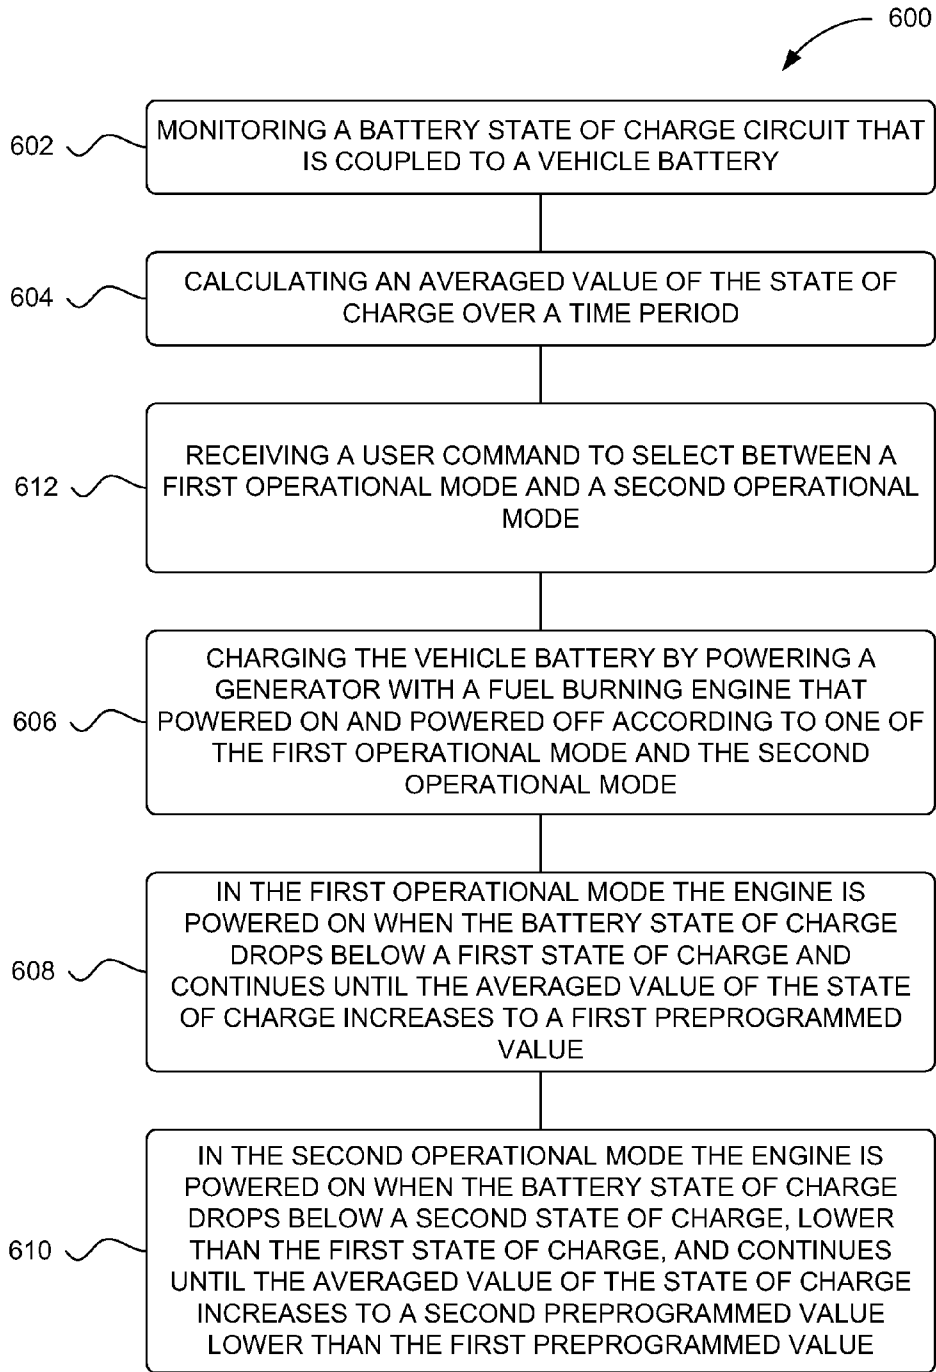 600
602
MONITORING A BATTERY STATE OF CHARGE CIRCUIT THAT
IS COUPLED TO A VEHICLE BATTERY
604
CALCULATING AN AVERAGED VALUE OF THE STATE OF
CHARGE OVER A TIME PERIOD
612
RECEIVING A USER COMMAND TO SELECT BETWEEN A
FIRST OPERATIONAL MODE AND A SECOND OPERATIONAL
MODE
606
CHARGING THE VEHICLE BATTERY BY POWERING A
GENERATOR WITH A FUEL BURNING ENGINE THAT
POWERED ON AND POWERED OFF ACCORDING TO ONE OF
THE FIRST OPERATIONAL MODE AND THE SECOND
OPERATIONAL MODE
608
IN THE FIRST OPERATIONAL MODE THE ENGINE IS
POWERED ON WHEN THE BATTERY STATE OF CHARGE
DROPS BELOW A FIRST STATE OF CHARGE AND
CONTINUES UNTIL THE AVERAGED VALUE OF THE STATE
OF CHARGE INCREASES TO A FIRST PREPROGRAMMED
VALUE
610
IN THE SECOND OPERATIONAL MODE THE ENGINE IS
POWERED ON WHEN THE BATTERY STATE OF CHARGE
DROPS BELOW A SECOND STATE OF CHARGE, LOWER
THAN THE FIRST STATE OF CHARGE, AND CONTINUES
UNTIL THE AVERAGED VALUE OF THE STATE OF CHARGE
INCREASES TO A SECOND PREPROGRAMMED VALUE
LOWER THAN THE FIRST PREPROGRAMMED VALUE